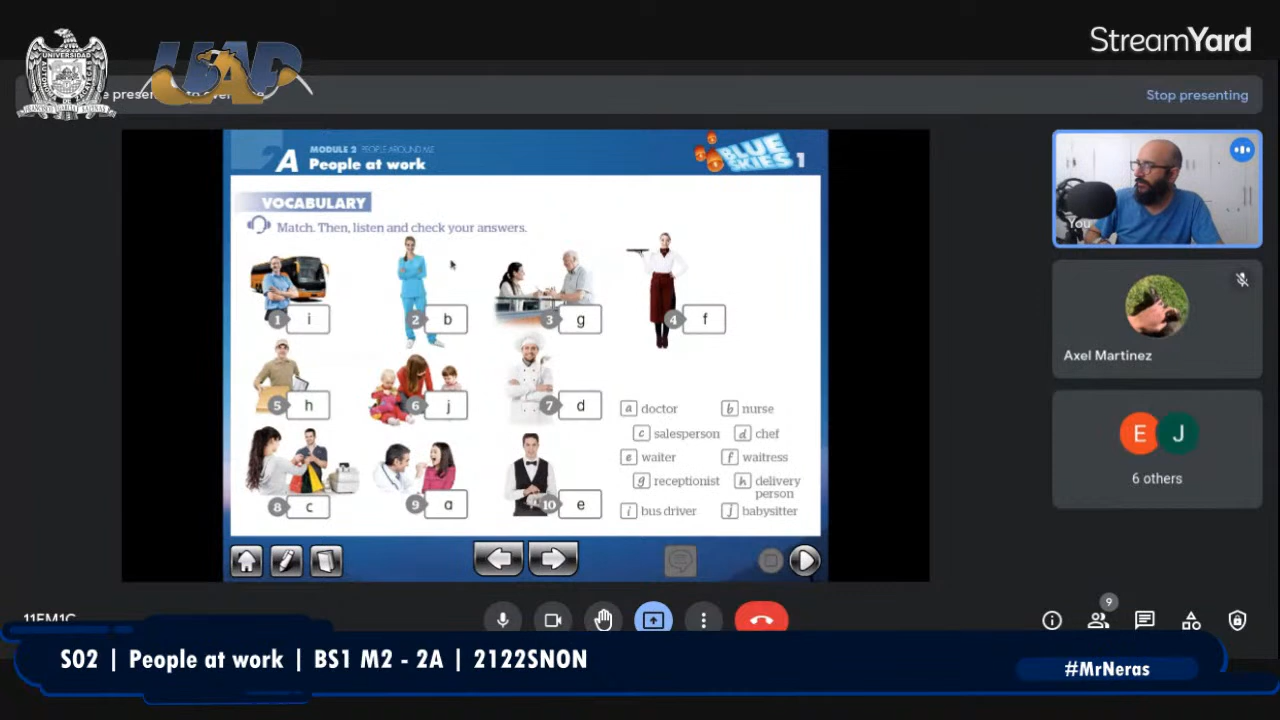 StreamYard
UNIVERSIDAD
UAP
e presen
Stop presenting
2A
MODULE 2 PEOPLE AROUND ME
People at work
BLUE
SKIES 1
VOCABULARY
Match. Then, listen and check your answers.
1 i
2 b
3 g
4 f
5 h
6 j
7 d
8 c
9 a
10 e
a doctor
b nurse
c salesperson
d chef
e waiter
f waitress
g receptionist
h delivery
person
i bus driver
j babysitter
You
Axel Martinez
E J
6 others
9
S02 | People at work | BS1 M2 - 2A | 2122SNON
#MrNeras